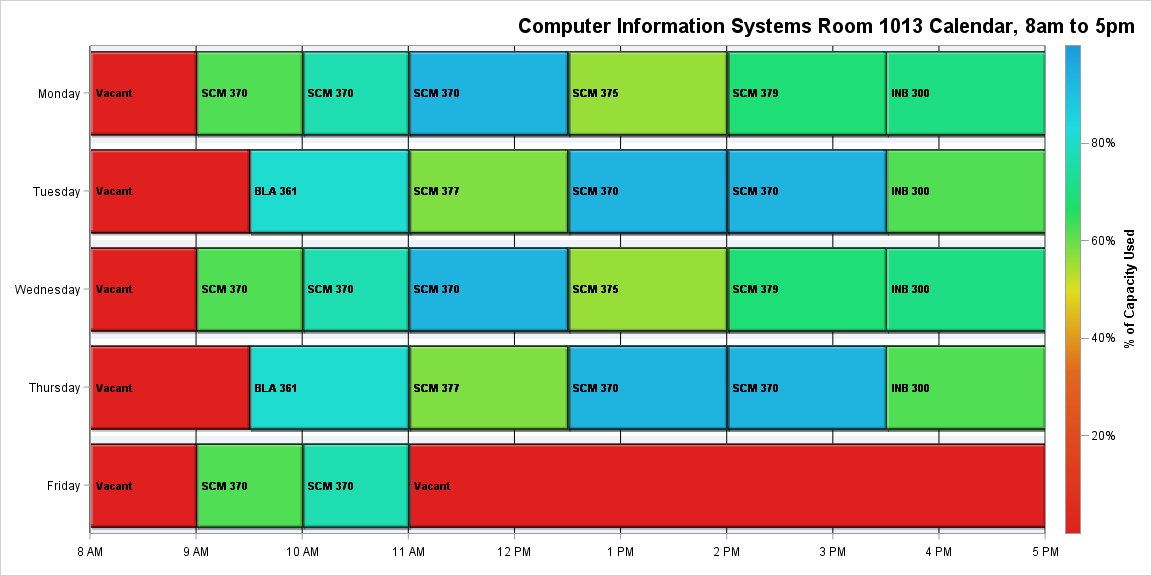 Computer Information Systems Room 1013 Calendar, 8am to 5pm
Monday Vacant SCM 370 SCM 370 SCM 370 SCM 375 SCM 379 INB 300
Tuesday Vacant BLA 361 SCM 377 SCM 370 SCM 370 INB 300
Wednesday Vacant SCM 370 SCM 370 SCM 370 SCM 375 SCM 379 INB 300
Thursday Vacant BLA 361 SCM 377 SCM 370 SCM 370 INB 300
Friday Vacant SCM 370 SCM 370 Vacant
8 AM 9 AM 10 AM 11 AM 12 PM 1 PM 2 PM 3 PM 4 PM 5 PM
80%
60%
40%
20%
% of Capacity Used